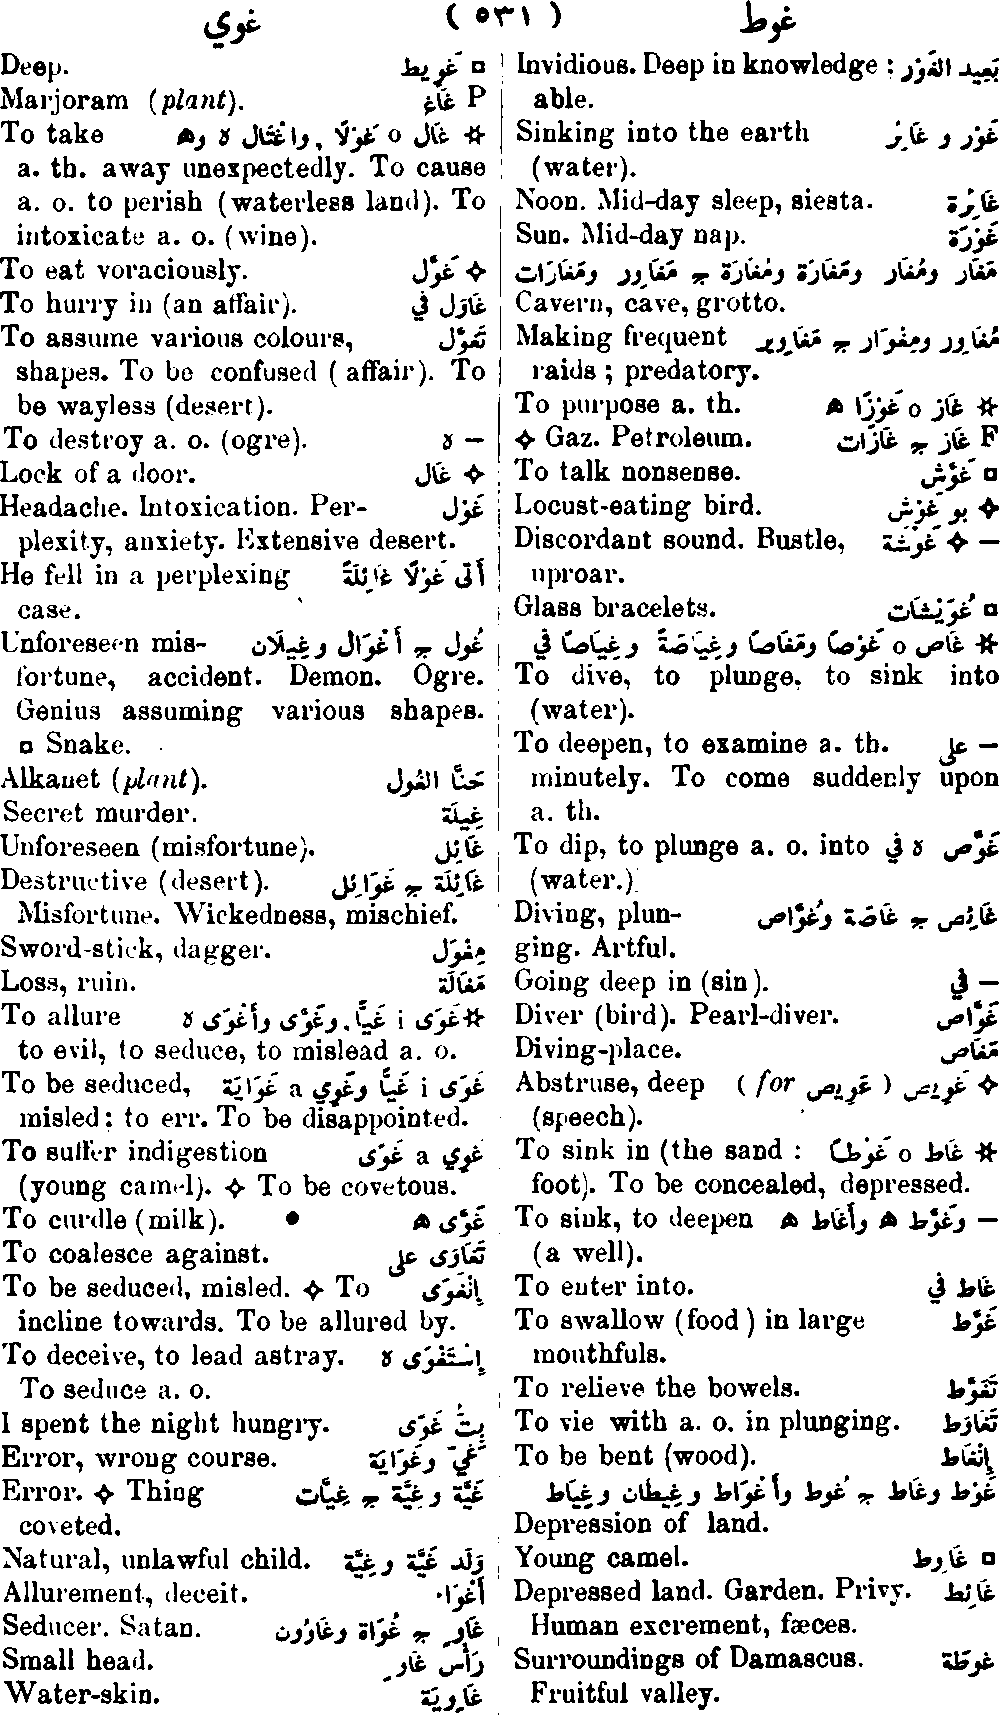 غوي ( ٥٣١ ) غوط
Invidious. Deep in knowledge : بَعِيد الغَوْر
able.
Sinking into the earth غَوْر و غَائِر
(water).
Noon. Mid-day sleep, siesta. غَائِرَة
Sun. Mid-day nap. غَوْرَة
مَغَار ومُغَار ومَغَارَة ومُغَارَة ج مَغَاوِر ومَغَارَات
Cavern, cave, grotto.
Making frequent مُغَاوِر ومِغْوَار ج مَغَاوِير
raids ; predatory.
To purpose a. th. ✲ غَاز o غَوْزًا ه
✧ Gaz. Petroleum. F غَاز ج غَازَات
To talk nonsense. ▫ غَوَّش
Locust-eating bird. ✧ بو غَوْش
Discordant sound. Bustle, — ✧ غَوْشَة
uproar.
Glass bracelets. ▫ غُوَيْشَات
✲ غَاص o غَوْصًا ومَغَاصًا وغِيَاصَةً وغِيَاصًا في
To dive, to plunge, to sink into
(water).
To deepen, to examine a. th. — على
minutely. To come suddenly upon
a. th.
To dip, to plunge a. o. into غَوَّص ة في
(water.)
Diving, plun- غَائِص ج غَاصَة وغُوَّاص
ging. Artful.
Going deep in (sin). — في
Diver (bird). Pearl-diver. غَوَّاص
Diving-place. مَغَاص
Abstruse, deep (for عَوِيص) ✧ غَوِيص
(speech).
To sink in (the sand : ✲ غَاط o غَوْطًا
foot). To be concealed, depressed.
To sink, to deepen — وغَوَّط ه وأَغَاط ه
(a well).
To enter into. غَاط في
To swallow (food) in large غَوَّط
mouthfuls.
To relieve the bowels. تَغَوَّط
To vie with a. o. in plunging. تَغَاوَط
To be bent (wood). إِنْغَاط
غَوْط وغَاط ج غُوط وأَغْوَاط وغِيطَان وغِيَاط
Depression of land.
Young camel. ▫ غَاوِط
Depressed land. Garden. Privy. غَائِط
Human excrement, fæces.
Surroundings of Damascus. غُوطَة
Fruitful valley.
Deep. ▫ غَوِيط
Marjoram (plant). P غَاغ
To take ✲ غَال o غَوْلًا, واغْتَال ة وه
a. th. away unexpectedly. To cause
a. o. to perish (waterless land). To
intoxicate a. o. (wine).
To eat voraciously. ✧ غَوَّل
To hurry in (an affair). غَاوَل في
To assume various colours, تَغَوَّل
shapes. To be confused (affair). To
be wayless (desert).
To destroy a. o. (ogre). — ة
Lock of a door. ✧ غَال
Headache. Intoxication. Per- غَوْل
plexity, anxiety. Extensive desert.
He fell in a perplexing أَتَى غَوْلًا غَائِلَةً
case.
Unforeseen mis- غُول ج أَغْوَال وغِيلَان
fortune, accident. Demon. Ogre.
Genius assuming various shapes.
▫ Snake.
Alkanet (plant). حَنَّا الغُول
Secret murder. غِيلَة
Unforeseen (misfortune). غَائِل
Destructive (desert). غَائِلَة ج غَوَائِل
Misfortune. Wickedness, mischief.
Sword-stick, dagger. مِغْوَل
Loss, ruin. مَغَالَة
To allure ✲ غَوَى i غَيًّا, وغَوَّى وأَغْوَى ة
to evil, to seduce, to mislead a. o.
To be seduced, غَوَى i غَيًّا وغَوِي a غَوَايَة
misled : to err. To be disappointed.
To suffer indigestion غَوِي a غَوًى
(young camel). ✧ To be covetous.
To curdle (milk). • غَوَّى ه
To coalesce against. تَغَاوَى على
To be seduced, misled. ✧ To إِنْغَوَى
incline towards. To be allured by.
To deceive, to lead astray. إِسْتَغْوَى ة
To seduce a. o.
I spent the night hungry. بِتُّ غَوًى
Error, wrong course. غَيّ وغَوَايَة
Error. ✧ Thing غَيَّة وغِيَّة ج غِيَّات
coveted.
Natural, unlawful child. وَلَد غَيَّة وغِيَّة
Allurement, deceit. أَغْوَاء
Seducer. Satan. غَاوٍ ج غُوَاة وغَاوُون
Small head. رَأْس غَاوٍ
Water-skin. غَاوِيَة